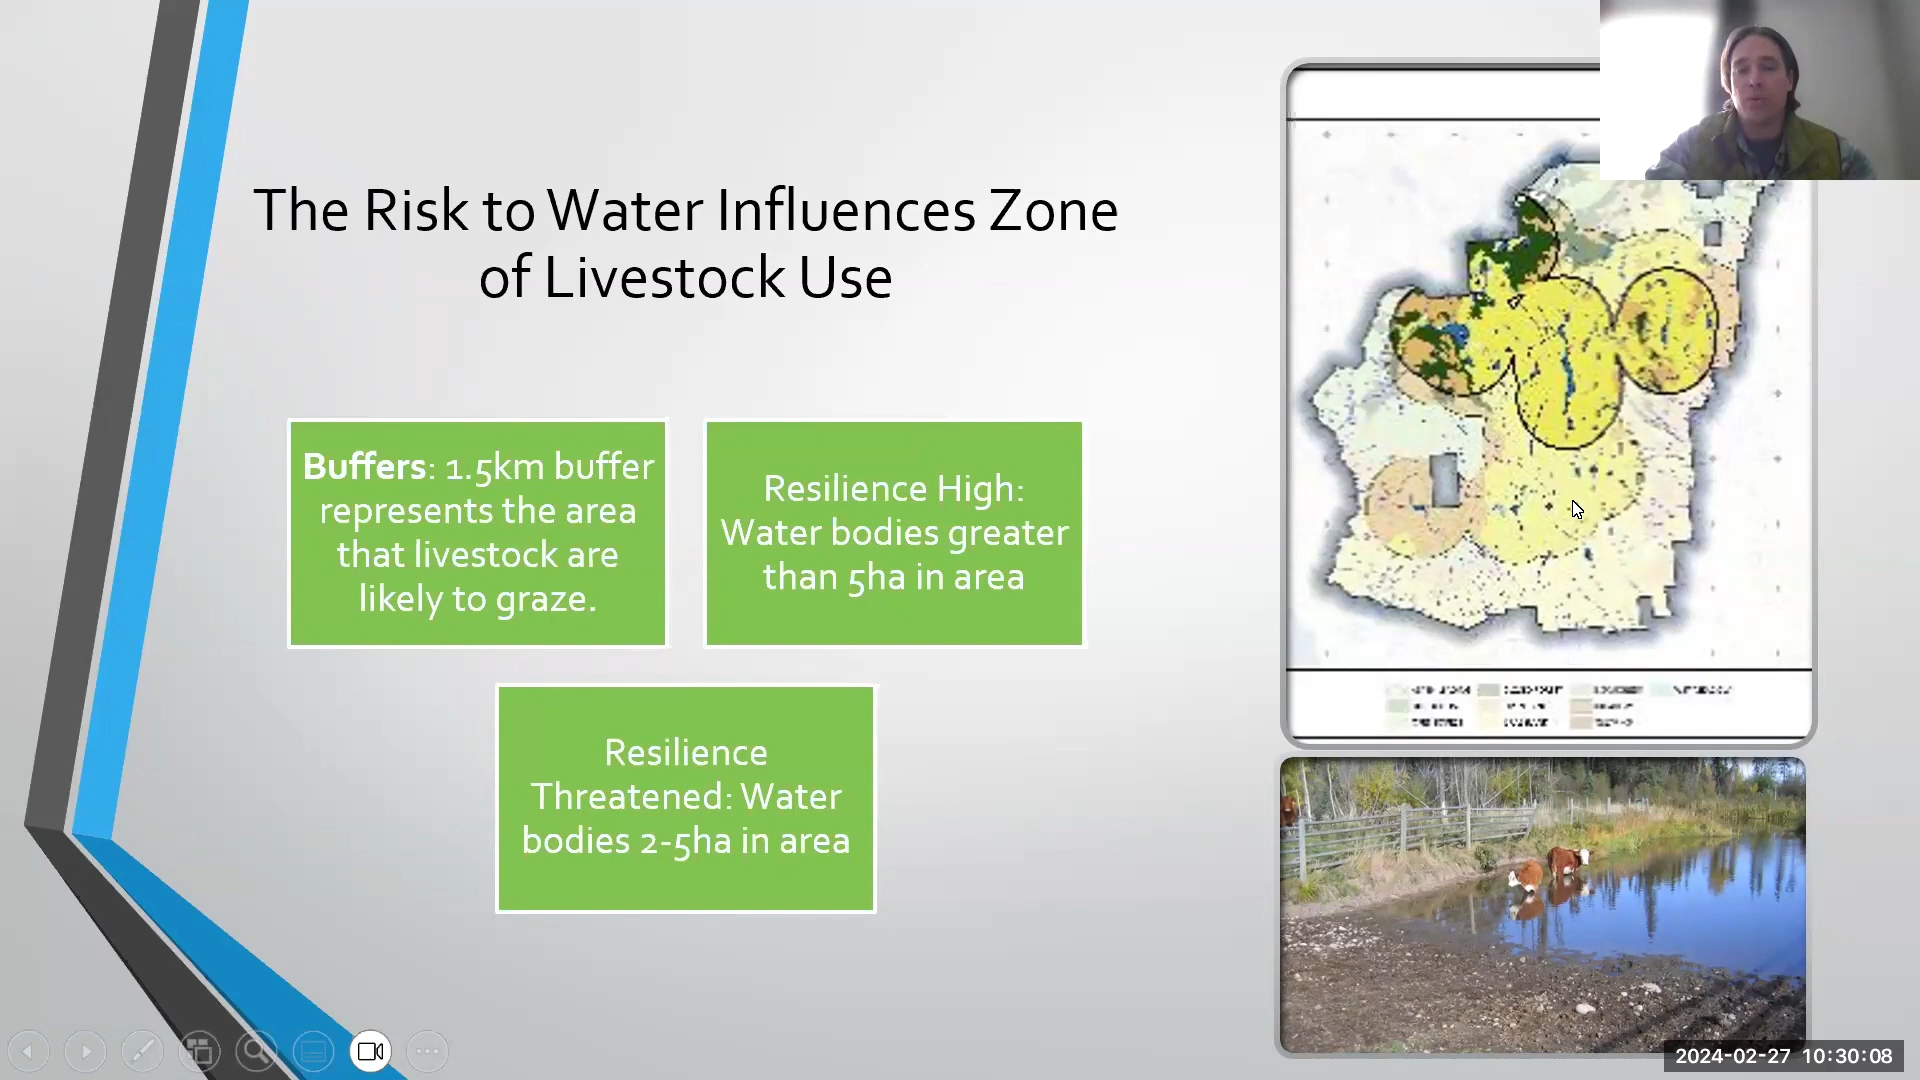 The Risk to Water Influences Zone
of Livestock Use
Buffers: 1.5km buffer
represents the area
that livestock are
likely to graze.
Resilience High:
Water bodies greater
than 5ha in area
Resilience
Threatened: Water
bodies 2-5ha in area
2024-02-27 10:30:08